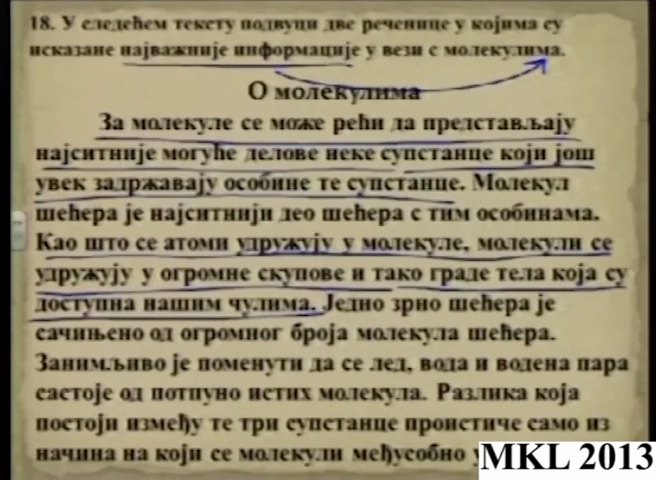 18. У следећем тексту подвуци две реченице у којима су
исказане најважније информације у вези с молекулима.
О молекулима
За молекуле се може рећи да представљају
најситније могуће делове неке супстанце који још
увек задржавају особине те супстанце. Молекул
шећера је најситнији део шећера с тим особинама.
Као што се атоми удружују у молекуле, молекули се
удружују у огромне скупове и тако граде тела која су
доступна нашим чулима. Једно зрно шећера је
сачињено од огромног броја молекула шећера.
Занимљиво је поменути да се лед, вода и водена пара
састоје од потпуно истих молекула. Разлика која
постоји између те три супстанце проистиче само из
начина на који се молекули међусобно
MKL 2013